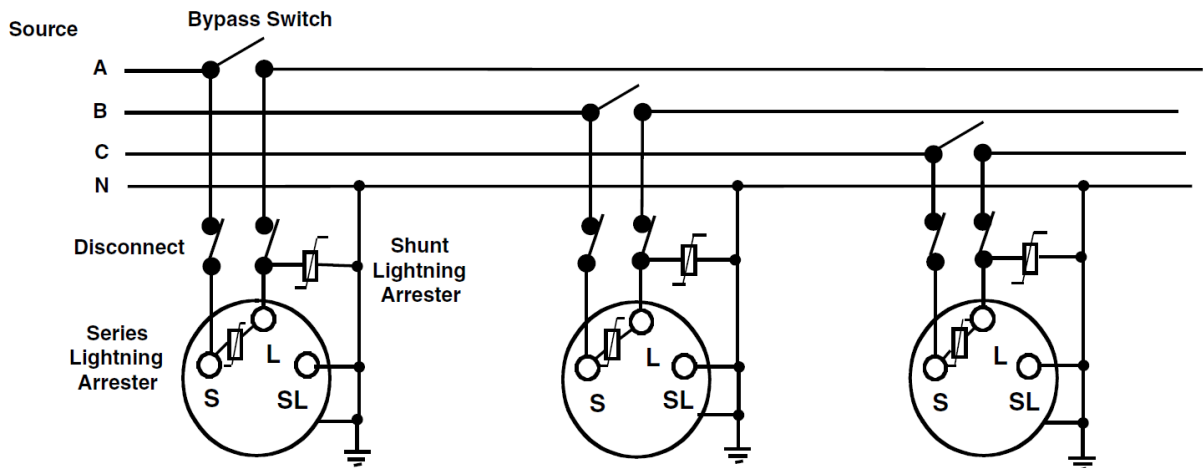 Bypass Switch
Source
A
B
C
N
Disconnect
Shunt
Lightning
Arrester
Series
Lightning
Arrester
S
L
SL
S
L
SL
S
L
SL